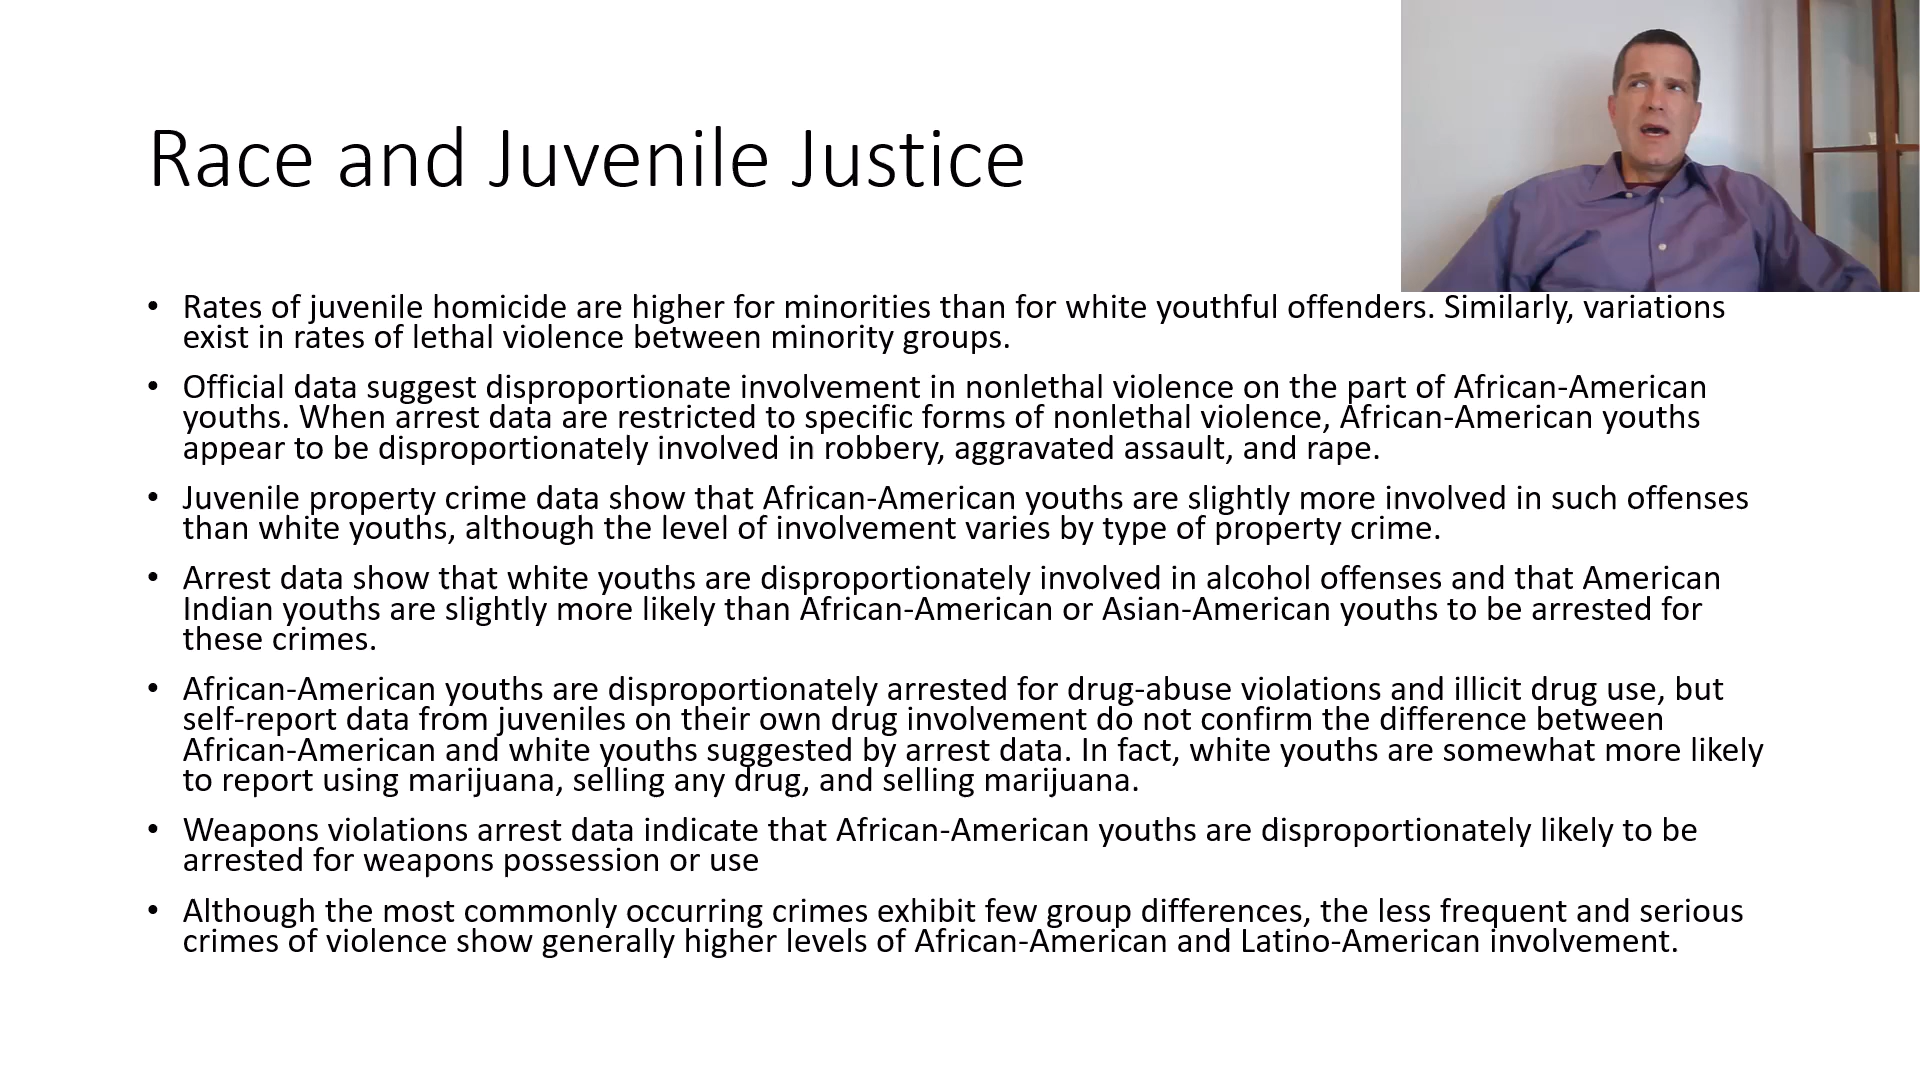 Race and Juvenile Justice
• Rates of juvenile homicide are higher for minorities than for white youthful offenders. Similarly, variations
exist in rates of lethal violence between minority groups.
• Official data suggest disproportionate involvement in nonlethal violence on the part of African-American
youths. When arrest data are restricted to specific forms of nonlethal violence, African-American youths
appear to be disproportionately involved in robbery, aggravated assault, and rape.
• Juvenile property crime data show that African-American youths are slightly more involved in such offenses
than white youths, although the level of involvement varies by type of property crime.
• Arrest data show that white youths are disproportionately involved in alcohol offenses and that American
Indian youths are slightly more likely than African-American or Asian-American youths to be arrested for
these crimes.
• African-American youths are disproportionately arrested for drug-abuse violations and illicit drug use, but
self-report data from juveniles on their own drug involvement do not confirm the difference between
African-American and white youths suggested by arrest data. In fact, white youths are somewhat more likely
to report using marijuana, selling any drug, and selling marijuana.
• Weapons violations arrest data indicate that African-American youths are disproportionately likely to be
arrested for weapons possession or use
• Although the most commonly occurring crimes exhibit few group differences, the less frequent and serious
crimes of violence show generally higher levels of African-American and Latino-American involvement.